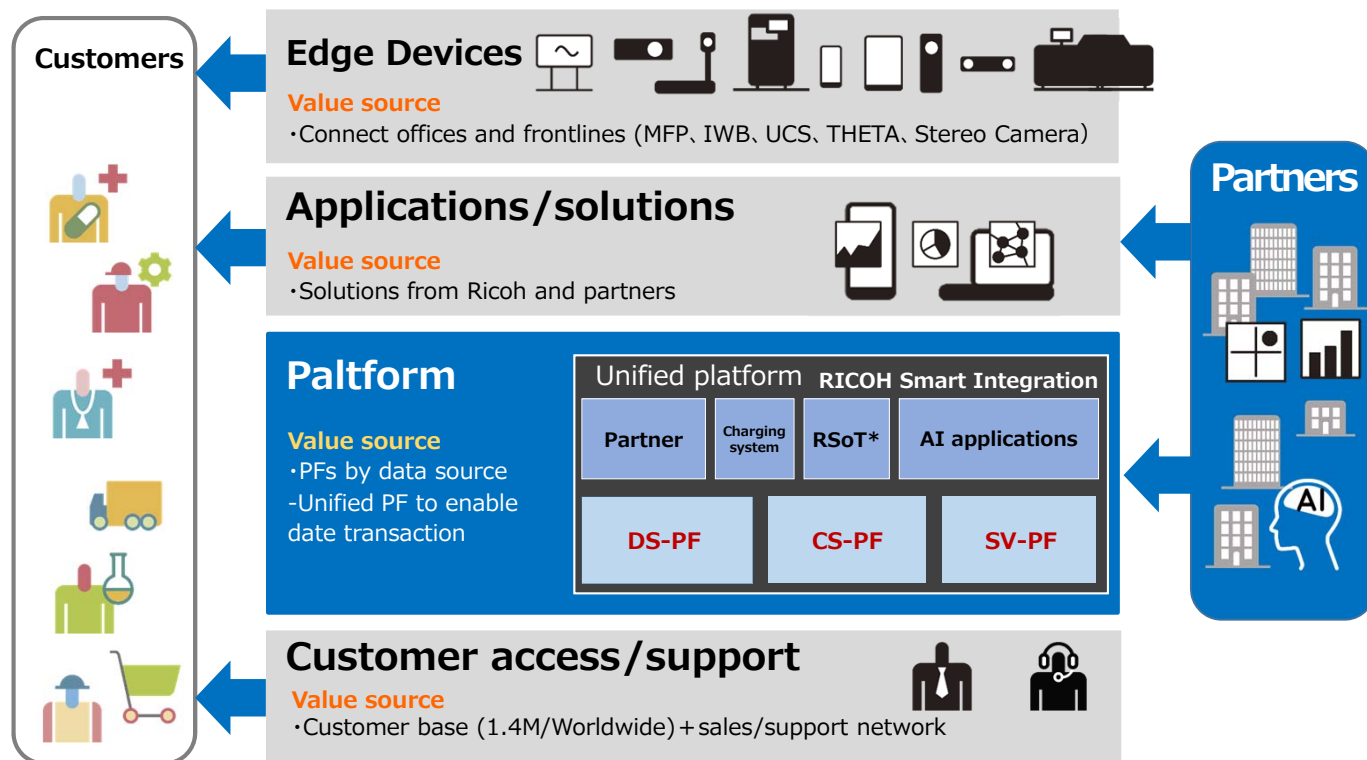 Customers
Edge Devices
Value source
・Connect offices and frontlines (MFP、IWB、UCS、THETA、Stereo Camera）
Applications/solutions
Value source
・Solutions from Ricoh and partners
Paltform
Value source
・PFs by data source
-Unified PF to enable
date transaction
Unified platform RICOH Smart Integration
Partner
Charging
system
RSoT*
AI applications
DS-PF
CS-PF
SV-PF
Customer access/support
Value source
・Customer base (1.4M/Worldwide)＋sales/support network
Partners
AI